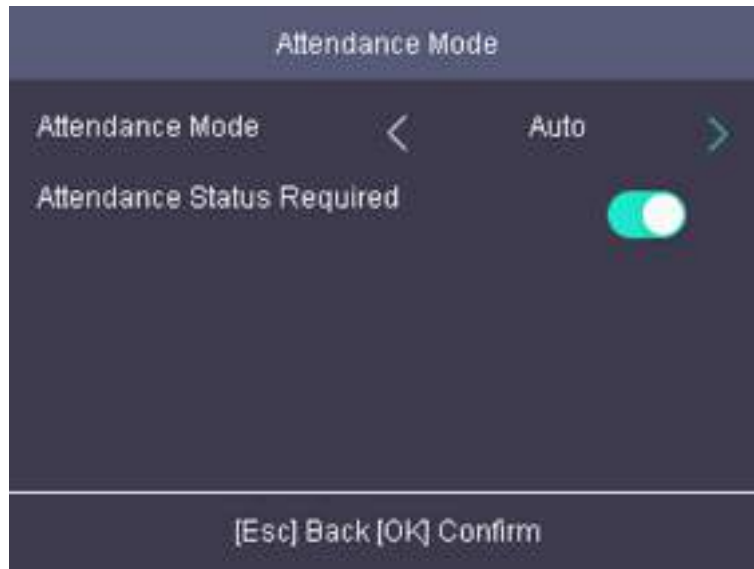 Attendance Mode
Attendance Mode < Auto >
Attendance Status Required
[Esc] Back [OK] Confirm